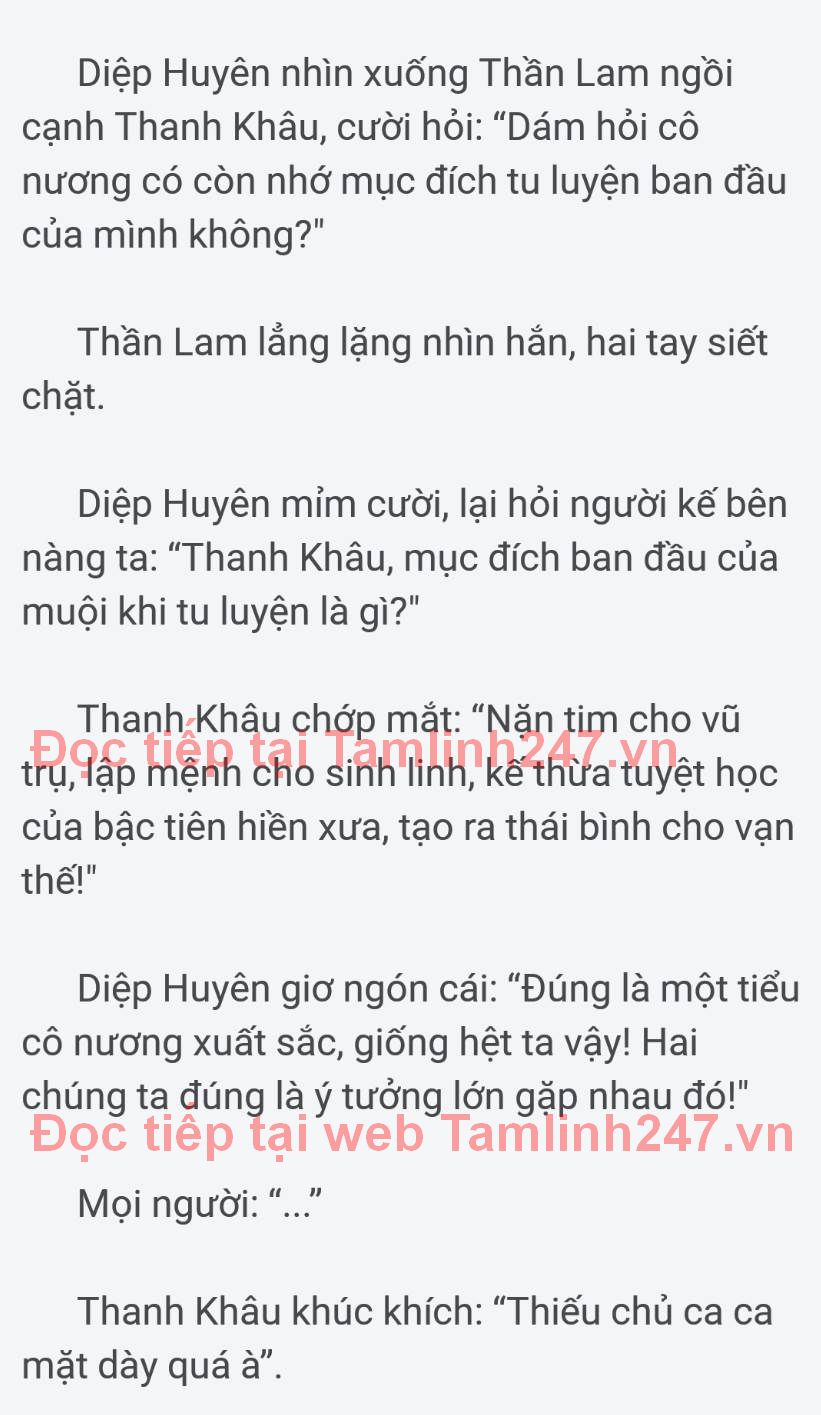 Diệp Huyên nhìn xuống Thần Lam ngồi
cạnh Thanh Khâu, cười hỏi: “Dám hỏi cô
nương có còn nhớ mục đích tu luyện ban đầu
của mình không?"
Thần Lam lẳng lặng nhìn hắn, hai tay siết
chặt.
Diệp Huyên mỉm cười, lại hỏi người kế bên
nàng ta: “Thanh Khâu, mục đích ban đầu của
muội khi tu luyện là gì?"
Thanh Khâu chớp mắt: “Nặn tim cho vũ
Đọc tiếp tại Tamlinh247.vn
trụ, lập mệnh cho sinh linh, kế thừa tuyệt học
của bậc tiên hiền xưa, tạo ra thái bình cho vạn
thế!"
Diệp Huyên giơ ngón cái: “Đúng là một tiểu
cô nương xuất sắc, giống hệt ta vậy! Hai
chúng ta đúng là ý tưởng lớn gặp nhau đó!"
Đọc tiếp tại web Tamlinh247.vn
Mọi người: “...”
Thanh Khâu khúc khích: “Thiếu chủ ca ca
mặt dày quá à”.